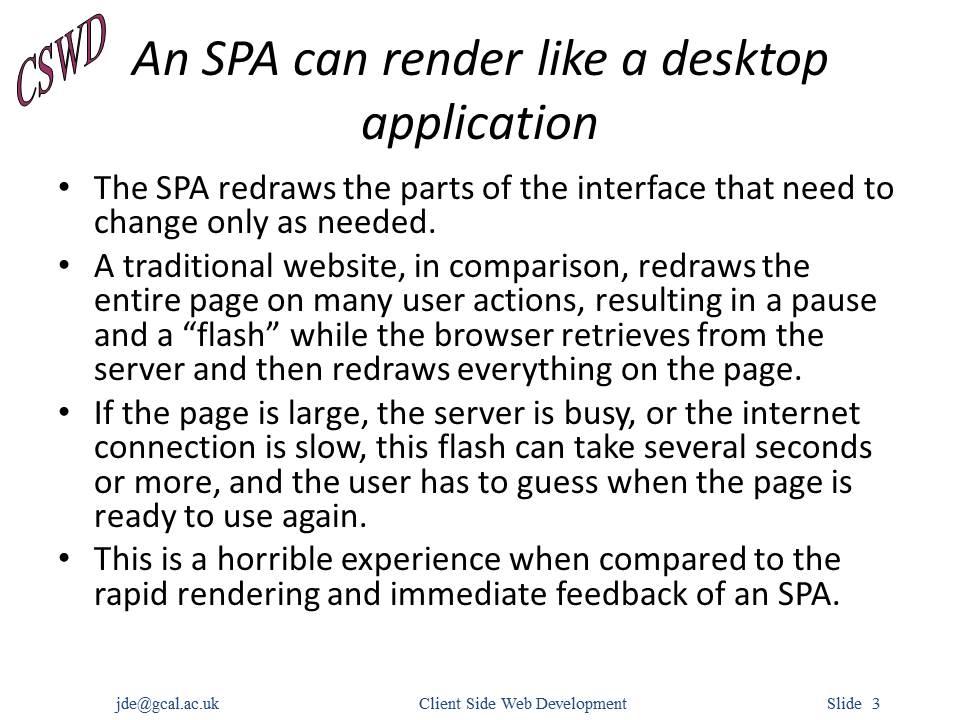 CSWD
An SPA can render like a desktop
application
• The SPA redraws the parts of the interface that need to
change only as needed.
• A traditional website, in comparison, redraws the
entire page on many user actions, resulting in a pause
and a “flash” while the browser retrieves from the
server and then redraws everything on the page.
• If the page is large, the server is busy, or the internet
connection is slow, this flash can take several seconds
or more, and the user has to guess when the page is
ready to use again.
• This is a horrible experience when compared to the
rapid rendering and immediate feedback of an SPA.
jde@gcal.ac.uk Client Side Web Development Slide 3